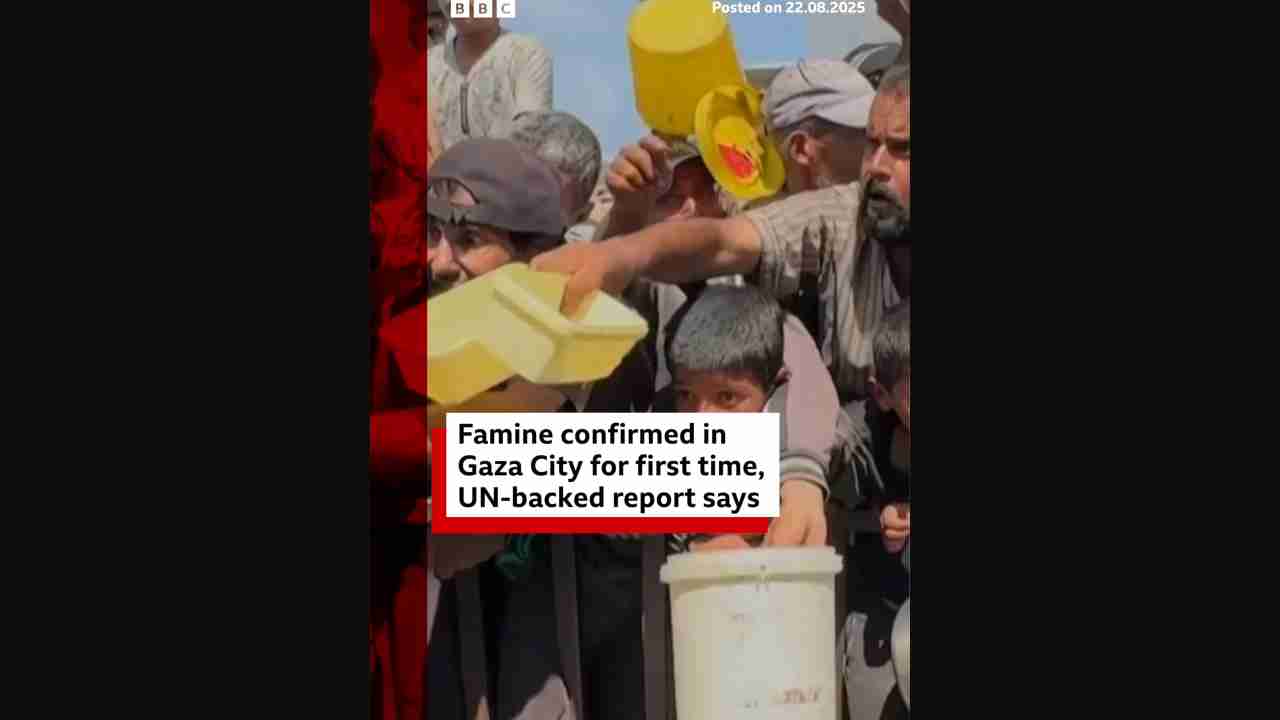 BBC
Posted on 22.08.2025
Famine confirmed in
Gaza City for first time,
UN-backed report says